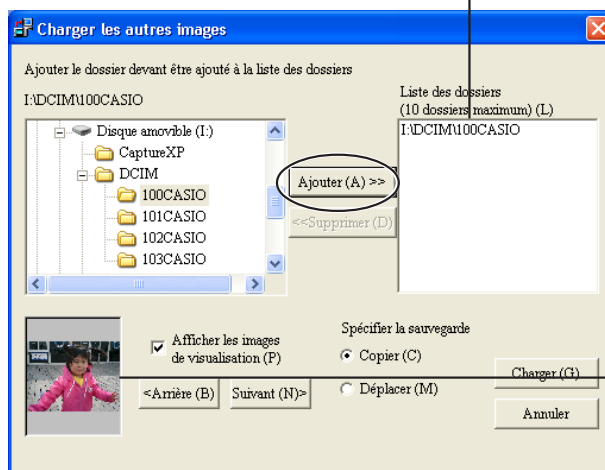 Charger les autres images
Ajouter le dossier devant être ajouté à la liste des dossiers
I:\DCIM\100CASIO
Liste des dossiers
(10 dossiers maximum) (L)
Disque amovible (I:)
CaptureXP
DCIM
100CASIO
101CASIO
102CASIO
103CASIO
Ajouter (A) >>
<<Supprimer (D)
I:\DCIM\100CASIO
Afficher les images
de visualisation (P)
<Arrière (B)
Suivant (N)>
Spécifier la sauvegarde
Copier (C)
Déplacer (M)
Charger (G)
Annuler